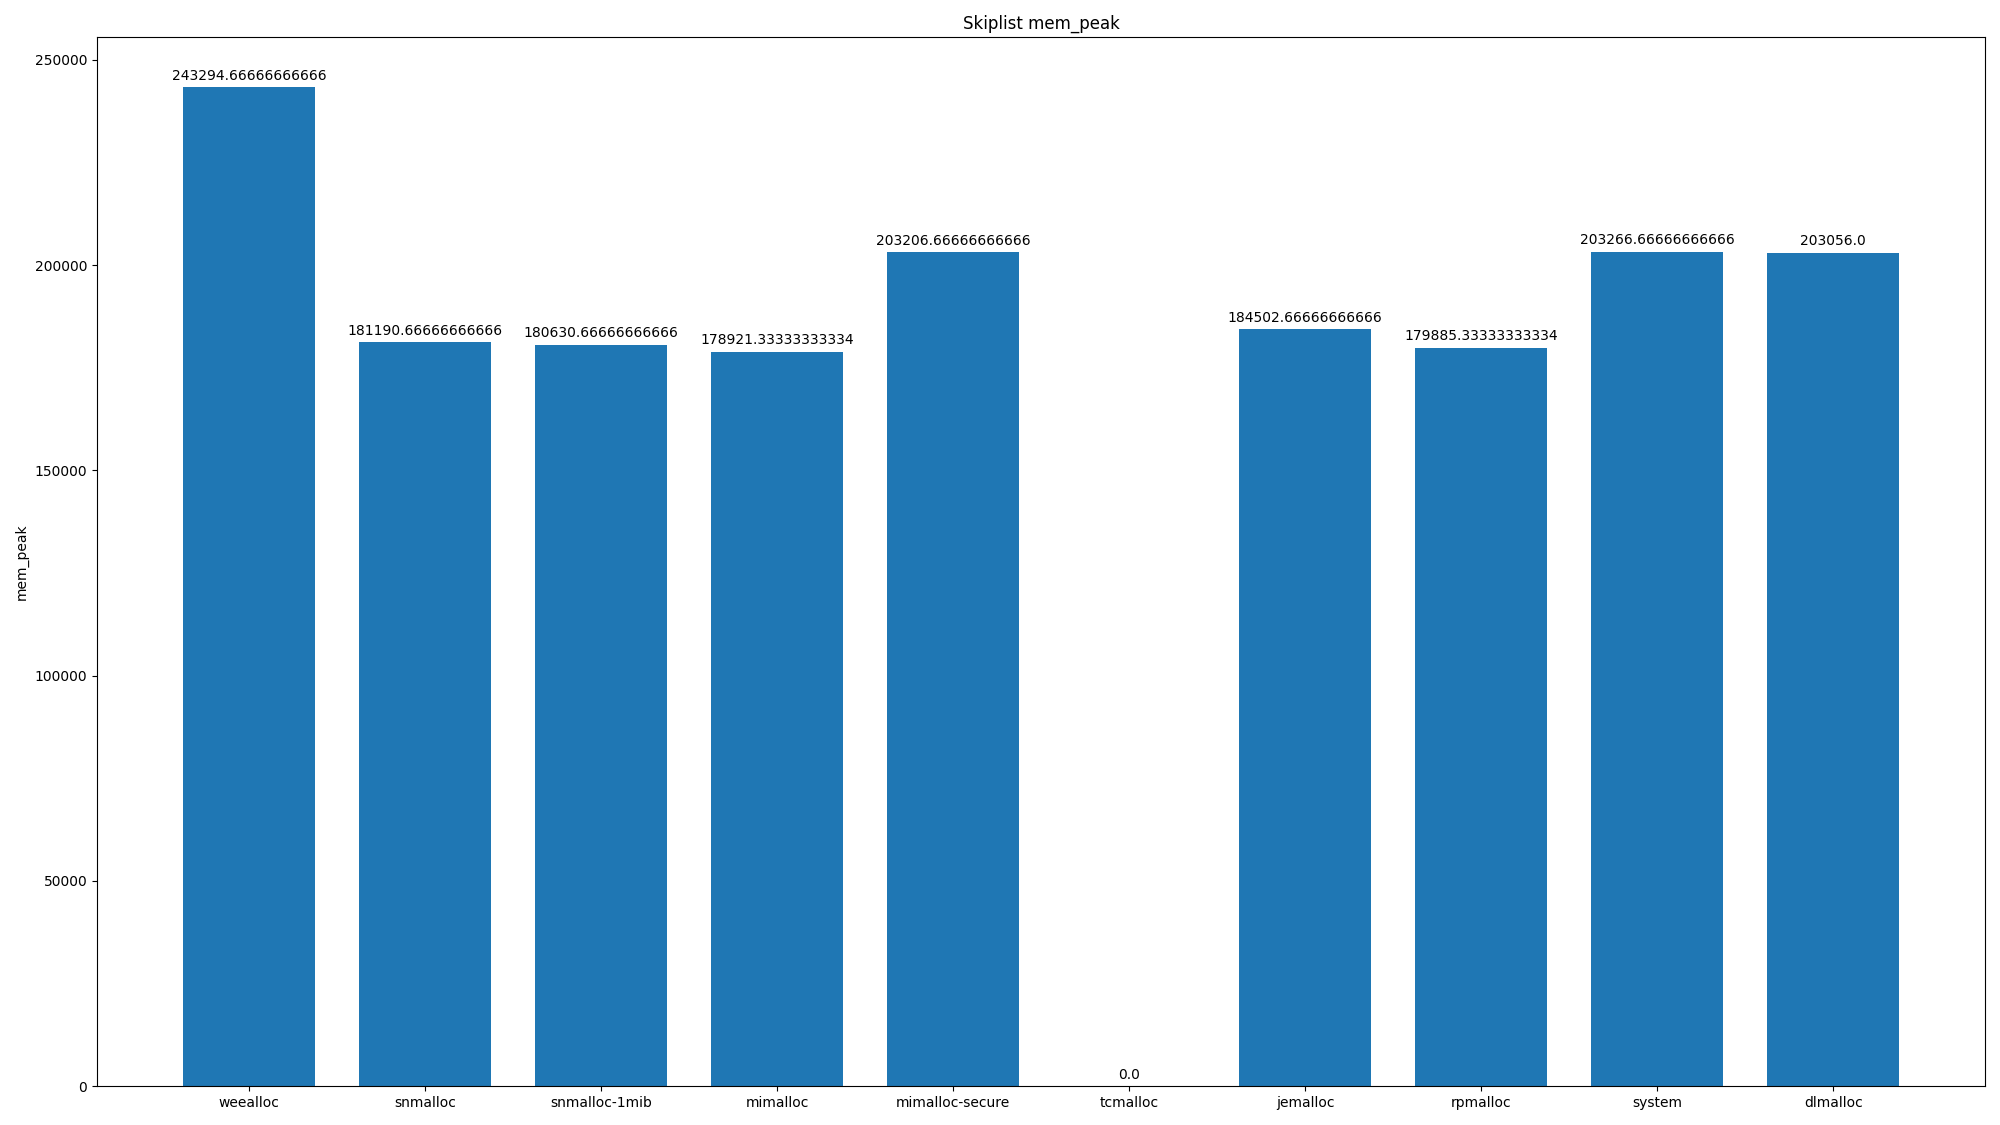 Skiplist mem_peak
mem_peak
250000
200000
150000
100000
50000
0
243294.66666666666
181190.66666666666
180630.66666666666
178921.33333333334
203206.66666666666
0.0
184502.66666666666
179885.33333333334
203266.66666666666
203056.0
weealloc
snmalloc
snmalloc-1mib
mimalloc
mimalloc-secure
tcmalloc
jemalloc
rpmalloc
system
dlmalloc